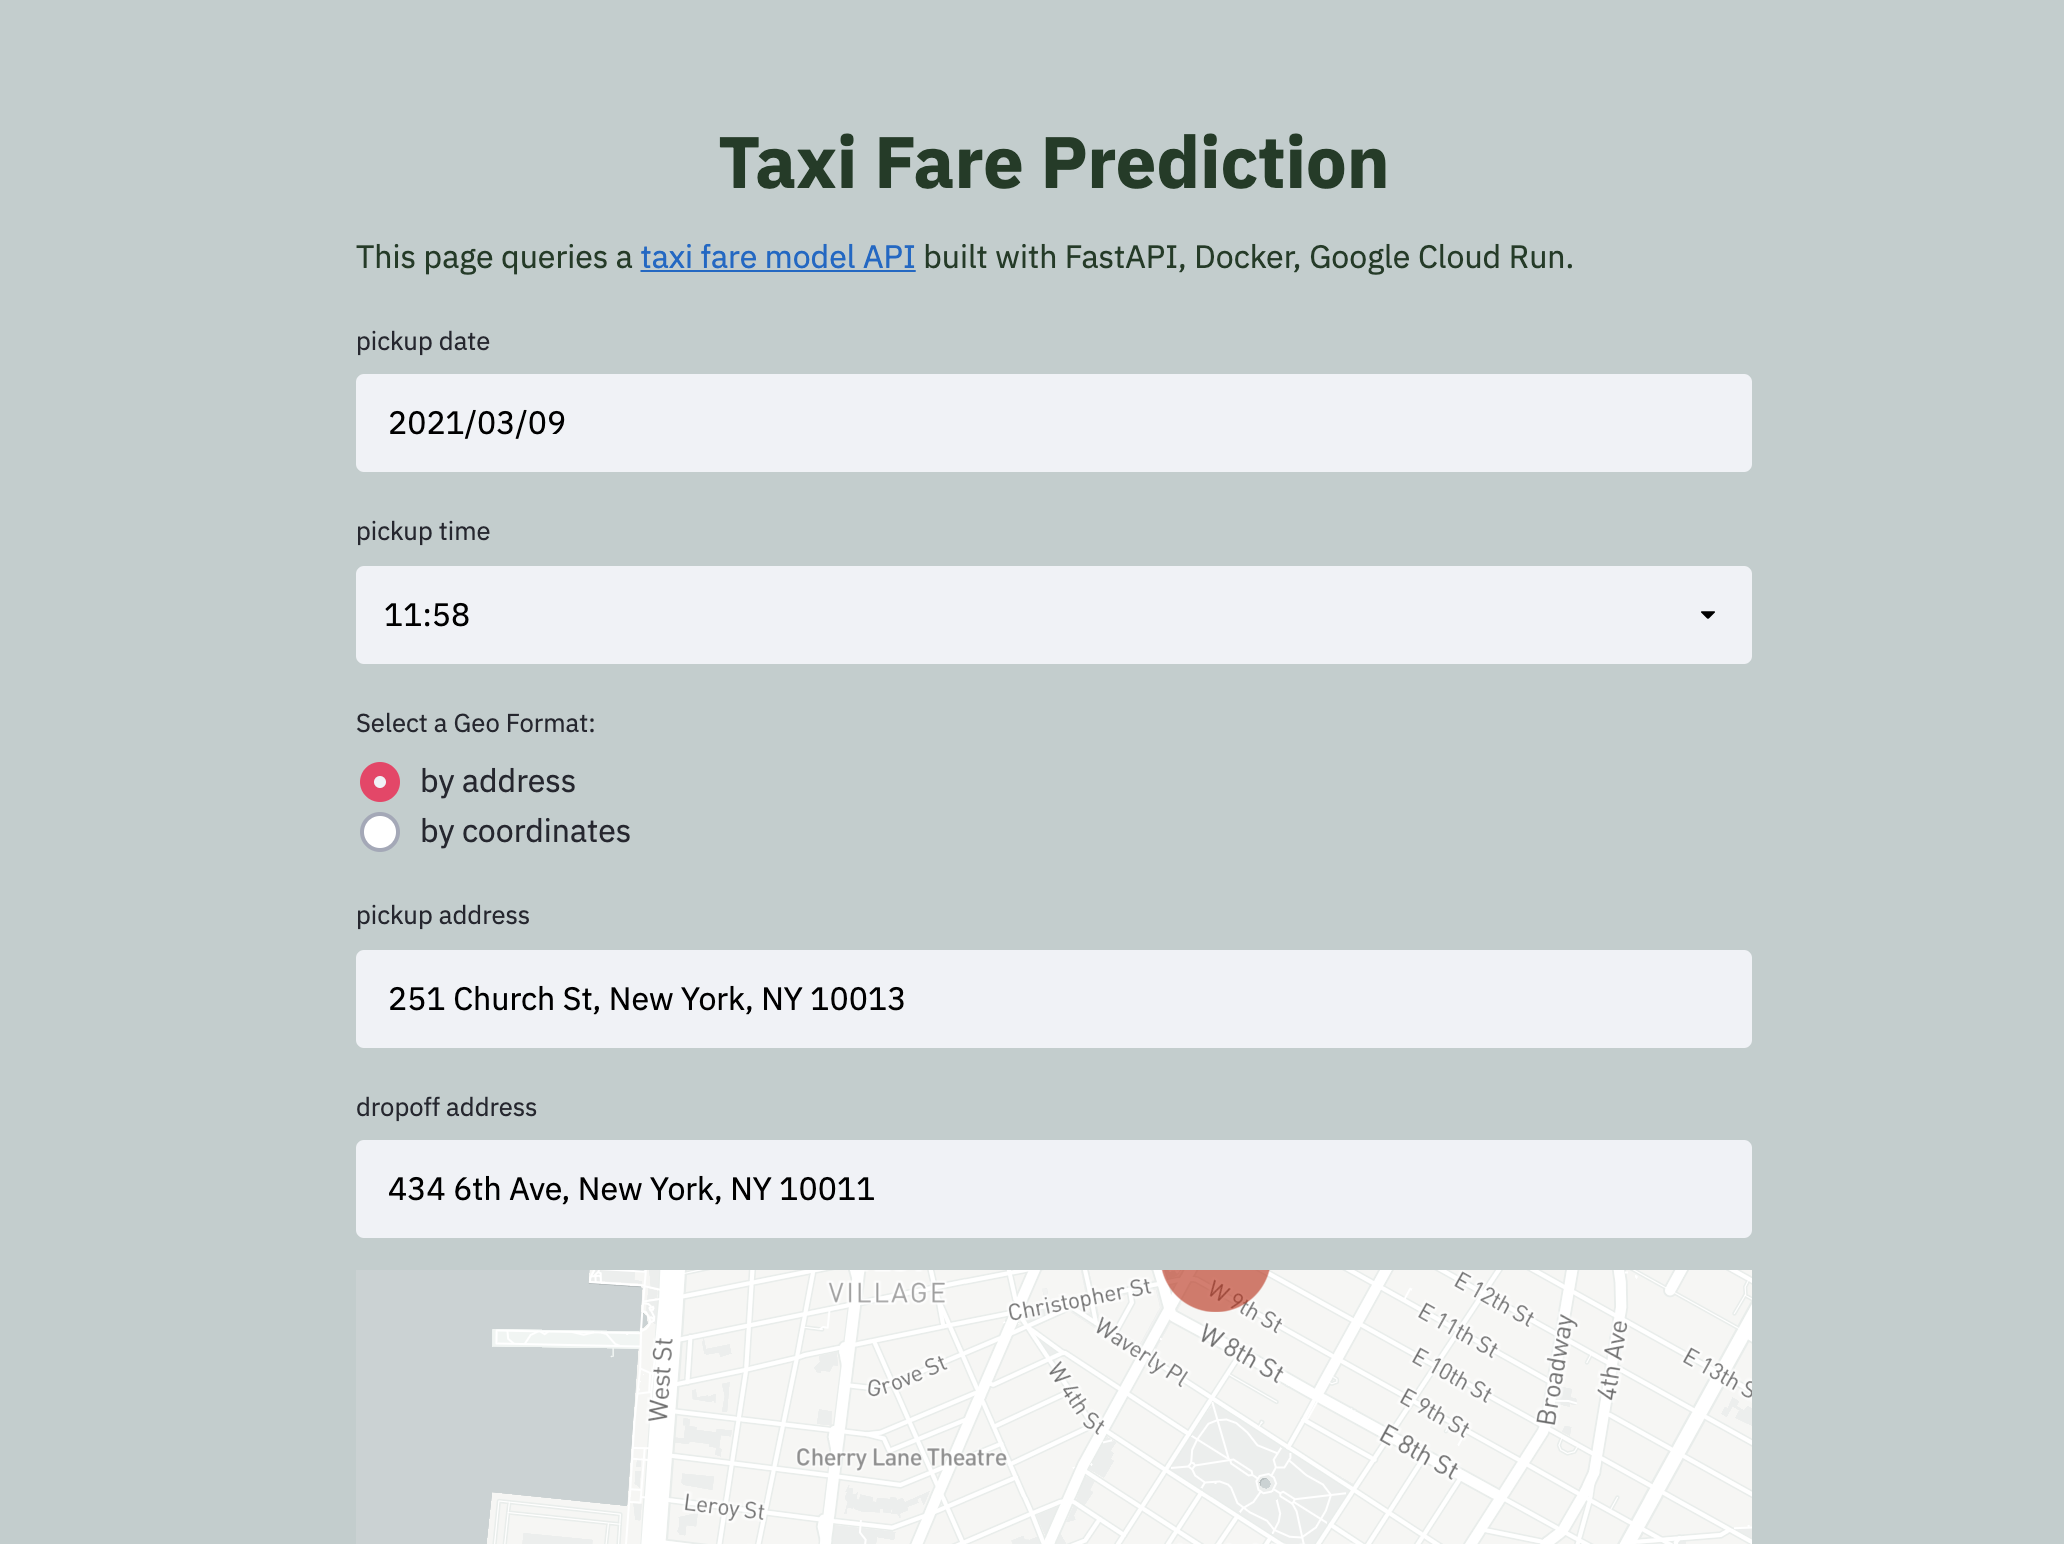 Taxi Fare Prediction
This page queries a taxi fare model API built with FastAPI, Docker, Google Cloud Run.
pickup date
2021/03/09
pickup time
11:58
Select a Geo Format:
by address
by coordinates
pickup address
251 Church St, New York, NY 10013
dropoff address
434 6th Ave, New York, NY 10011
VILLAGE
Christopher St
W 9th St
E 12th St
E 11th St
Waverly Pl
W 8th St
Broadway
4th Ave
West St
Grove St
W 4th St
E 10th St
E 13th S
E 9th St
E 8th St
Cherry Lane Theatre
Leroy St